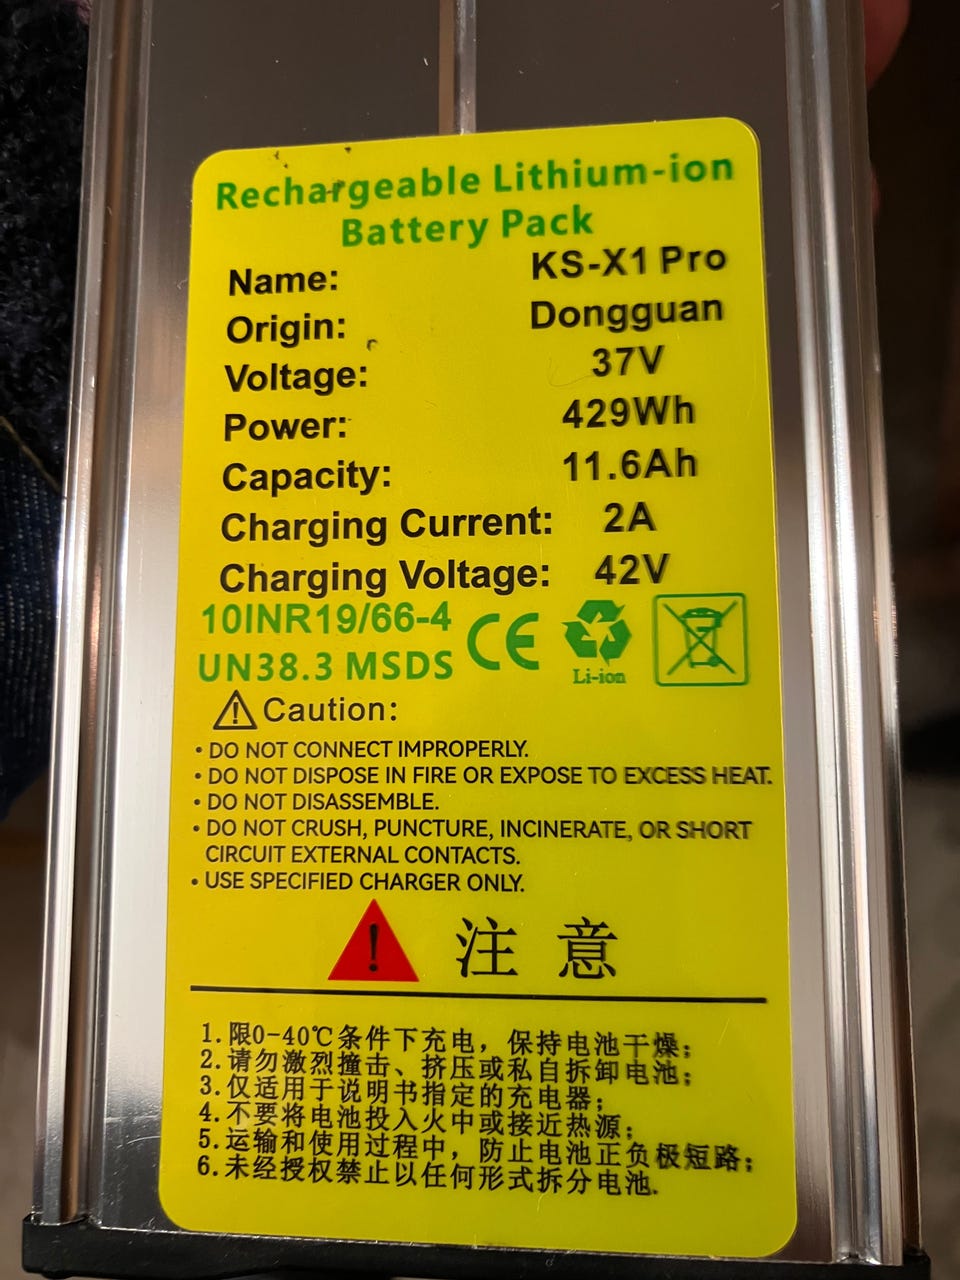 Rechargeable Lithium-ion
Battery Pack
Name: KS-X1 Pro
Origin: Dongguan
Voltage: 37V
Power: 429Wh
Capacity: 11.6Ah
Charging Current: 2A
Charging Voltage: 42V
10INR19/66-4
UN38.3 MSDS
CE
Li-ion
Caution:
• DO NOT CONNECT IMPROPERLY.
• DO NOT DISPOSE IN FIRE OR EXPOSE TO EXCESS HEAT.
• DO NOT DISASSEMBLE.
• DO NOT CRUSH, PUNCTURE, INCINERATE, OR SHORT
CIRCUIT EXTERNAL CONTACTS.
• USE SPECIFIED CHARGER ONLY.
注 意
1.限0-40℃条件下充电，保持电池干燥；
2.请勿激烈撞击、挤压或私自拆卸电池；
3.仅适用于说明书指定的充电器；
4.不要将电池投入火中或接近热源；
5.运输和使用过程中，防止电池正负极短路；
6.未经授权禁止以任何形式拆分电池.